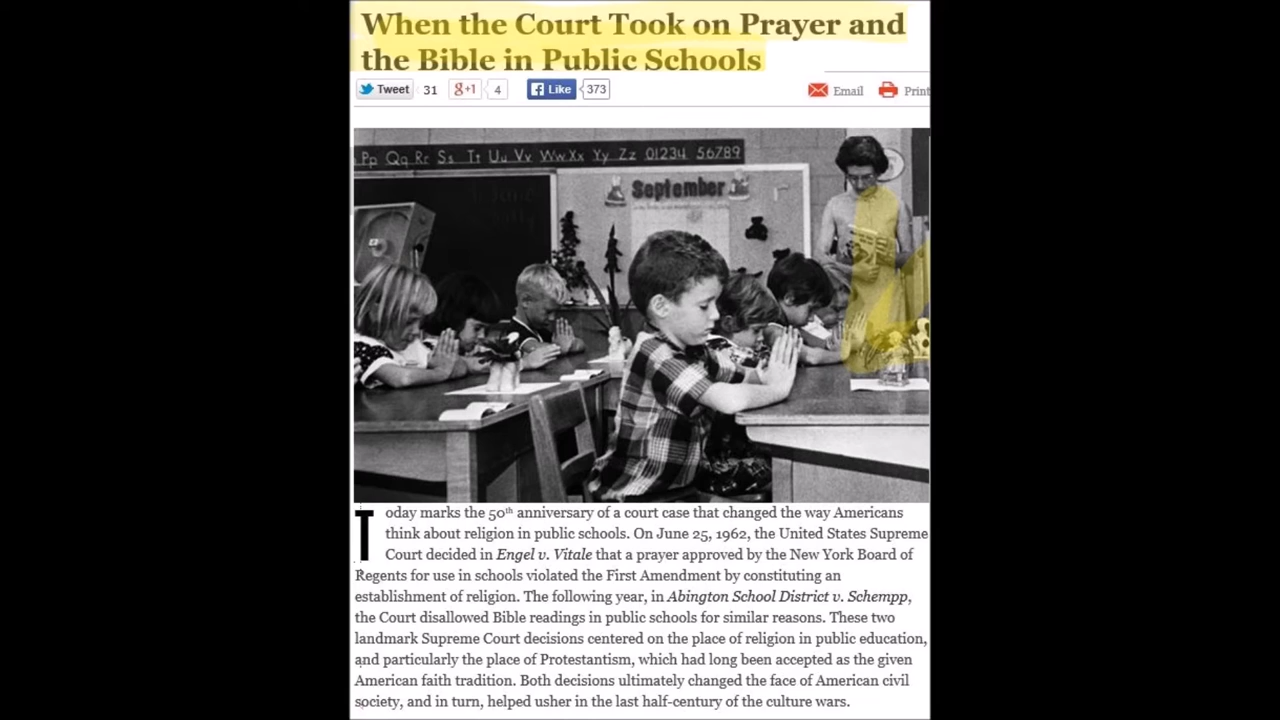 When the Court Took on Prayer and
the Bible in Public Schools
Tweet 31 g+1 4 Like 373 Email Print
Pp Qq Rr Ss Tt Uu Vv Ww Xx Yy Zz 01234 56789
September
Today marks the 50th anniversary of a court case that changed the way Americans
think about religion in public schools. On June 25, 1962, the United States Supreme
Court decided in Engel v. Vitale that a prayer approved by the New York Board of
Regents for use in schools violated the First Amendment by constituting an
establishment of religion. The following year, in Abington School District v. Schempp,
the Court disallowed Bible readings in public schools for similar reasons. These two
landmark Supreme Court decisions centered on the place of religion in public education,
and particularly the place of Protestantism, which had long been accepted as the given
American faith tradition. Both decisions ultimately changed the face of American civil
society, and in turn, helped usher in the last half-century of the culture wars.